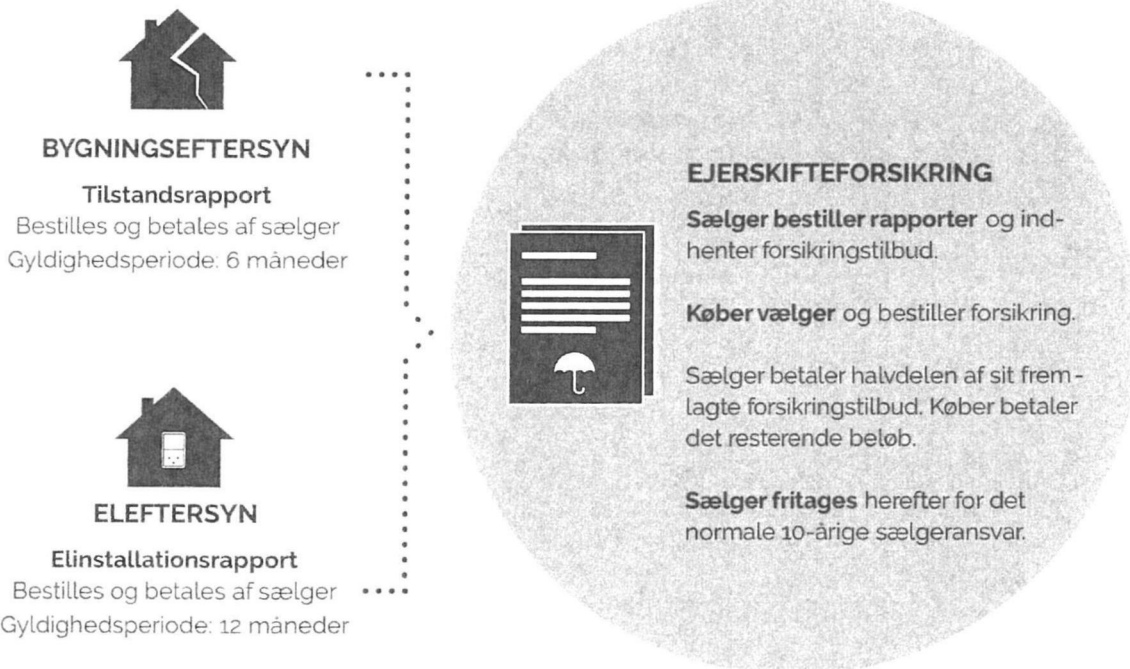 BYGNINGSEFTERSYN
Tilstandsrapport
Bestilles og betales af sælger
Gyldighedsperiode: 6 måneder
ELEFTERSYN
Elinstallationsrapport
Bestilles og betales af sælger
Gyldighedsperiode: 12 måneder
EJERSKIFTEFORSIKRING
Sælger bestiller rapporter og ind-
henter forsikringstilbud.
Køber vælger og bestiller forsikring.
Sælger betaler halvdelen af sit frem-
lagte forsikringstilbud. Køber betaler
det resterende beløb.
Sælger fritages herefter for det
normale 10-årige sælgeransvar.